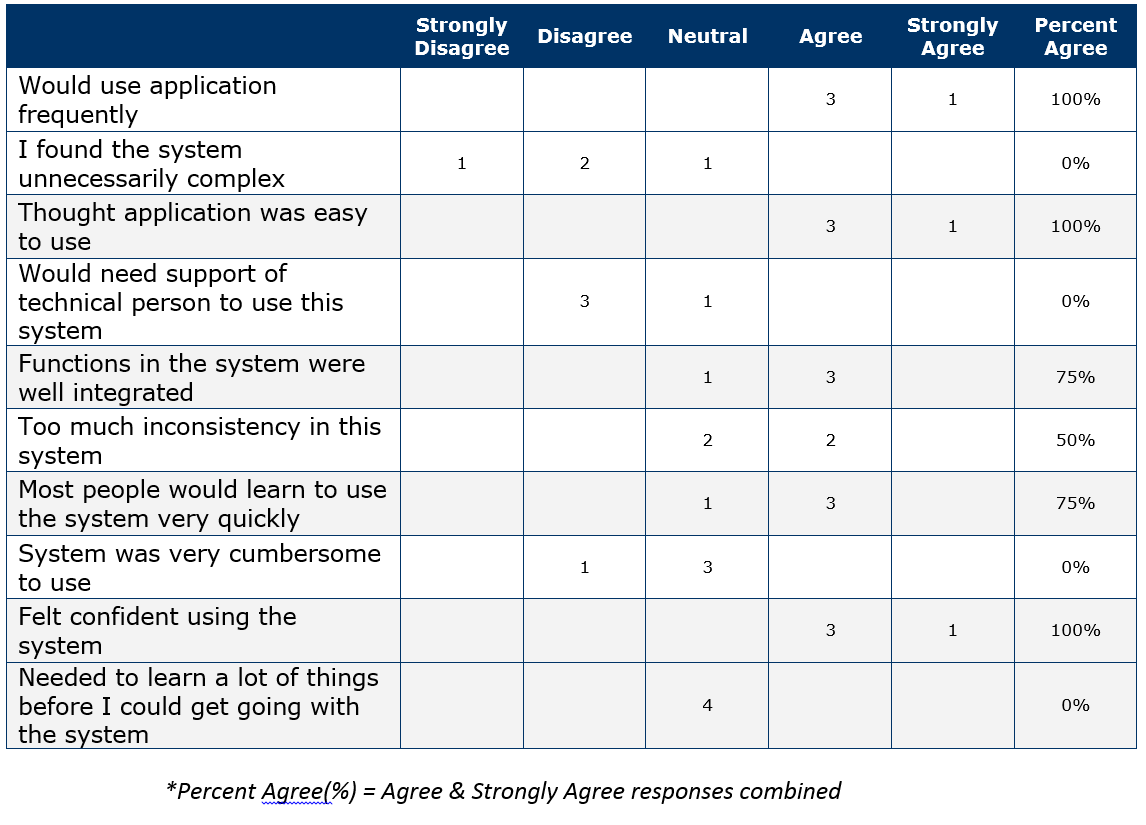 Strongly Disagree Disagree Neutral Agree Strongly Agree Percent Agree
Would use application
frequently 3 1 100%
I found the system
unnecessarily complex 1 2 1 0%
Thought application was easy
to use 3 1 100%
Would need support of
technical person to use this
system 3 1 0%
Functions in the system were
well integrated 1 3 75%
Too much inconsistency in this
system 2 2 50%
Most people would learn to use
the system very quickly 1 3 75%
System was very cumbersome
to use 1 3 0%
Felt confident using the
system 3 1 100%
Needed to learn a lot of things
before I could get going with
the system 4 0%
*Percent Agree(%) = Agree & Strongly Agree responses combined